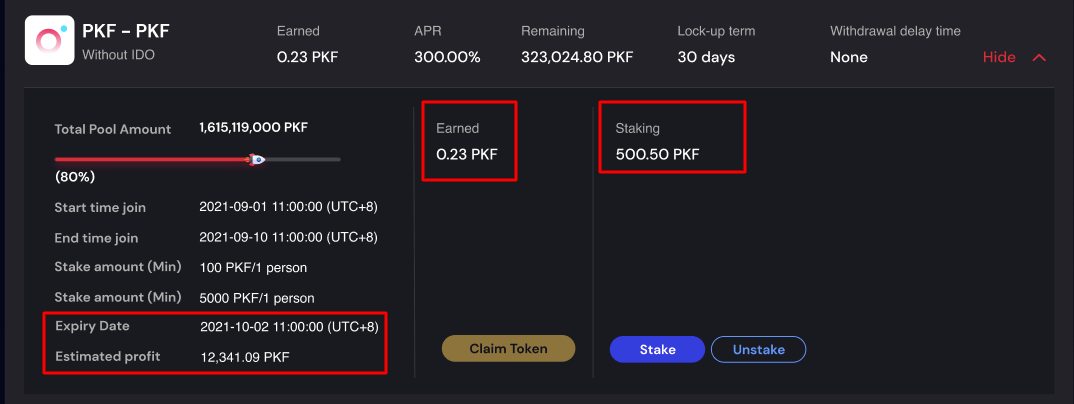 PKF - PKF
Without IDO
Earned
0.23 PKF
APR
300.00%
Remaining
323,024.80 PKF
Lock-up term
30 days
Withdrawal delay time
None
Hide
Total Pool Amount 1,615,119,000 PKF
(80%)
Start time join 2021-09-01 11:00:00 (UTC+8)
End time join 2021-09-10 11:00:00 (UTC+8)
Stake amount (Min) 100 PKF/1 person
Stake amount (Min) 5000 PKF/1 person
Expiry Date 2021-10-02 11:00:00 (UTC+8)
Estimated profit 12,341.09 PKF
Earned
0.23 PKF
Claim Token
Staking
500.50 PKF
Stake
Unstake